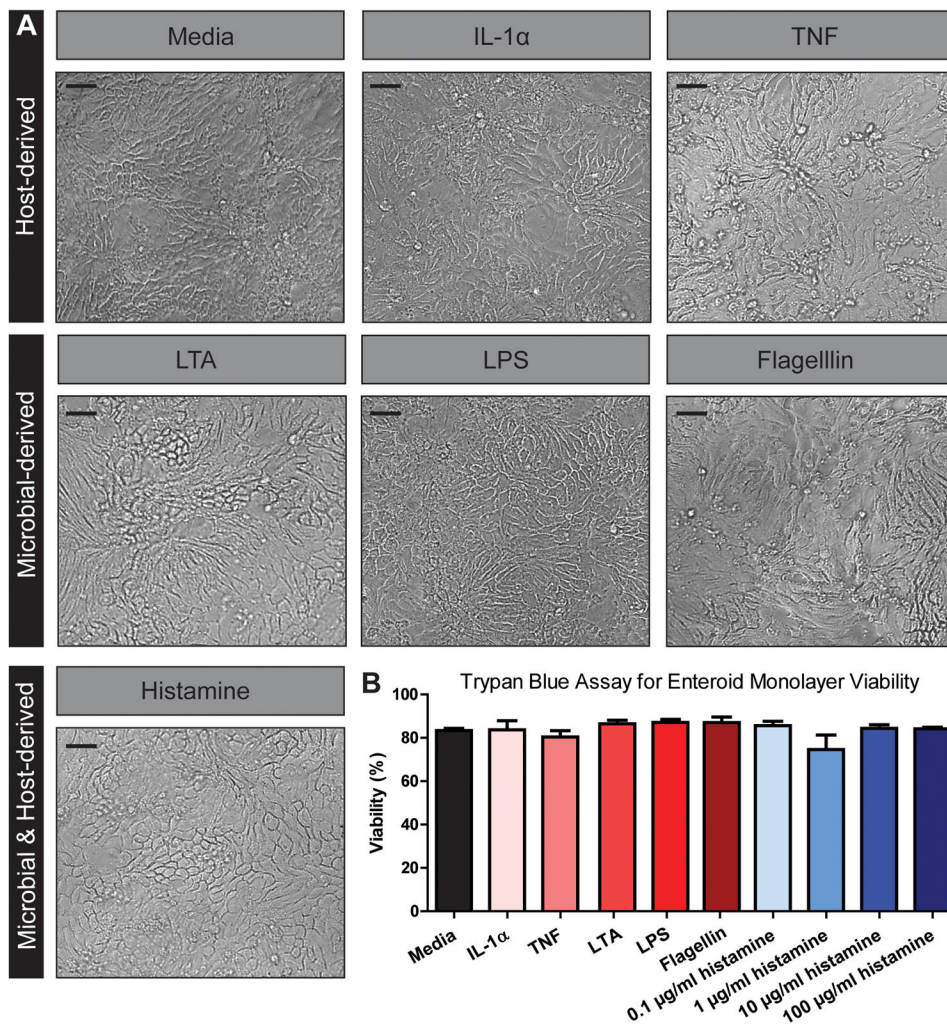 A
Media
IL-1α
TNF
Host-derived
LTA
LPS
Flagelllin
Microbial-derived
Histamine
Microbial & Host-derived
B
Trypan Blue Assay for Enteroid Monolayer Viability
Viability (%)
100
80
60
40
20
0
Media
IL-1α
TNF
LTA
LPS
Flagellin
0.1 µg/ml histamine
1 µg/ml histamine
10 µg/ml histamine
100 µg/ml histamine